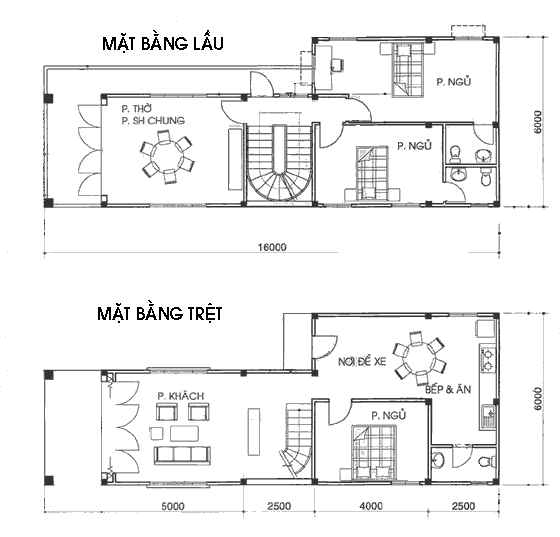 MẶT BẰNG LẦU
P. NGỦ
P. THỜ
P. SH CHUNG
P. NGỦ
6000
16000
MẶT BẰNG TRỆT
NƠI ĐỂ XE
P. KHÁCH
BẾP & ĂN
P. NGỦ
6000
5000
2500
4000
2500